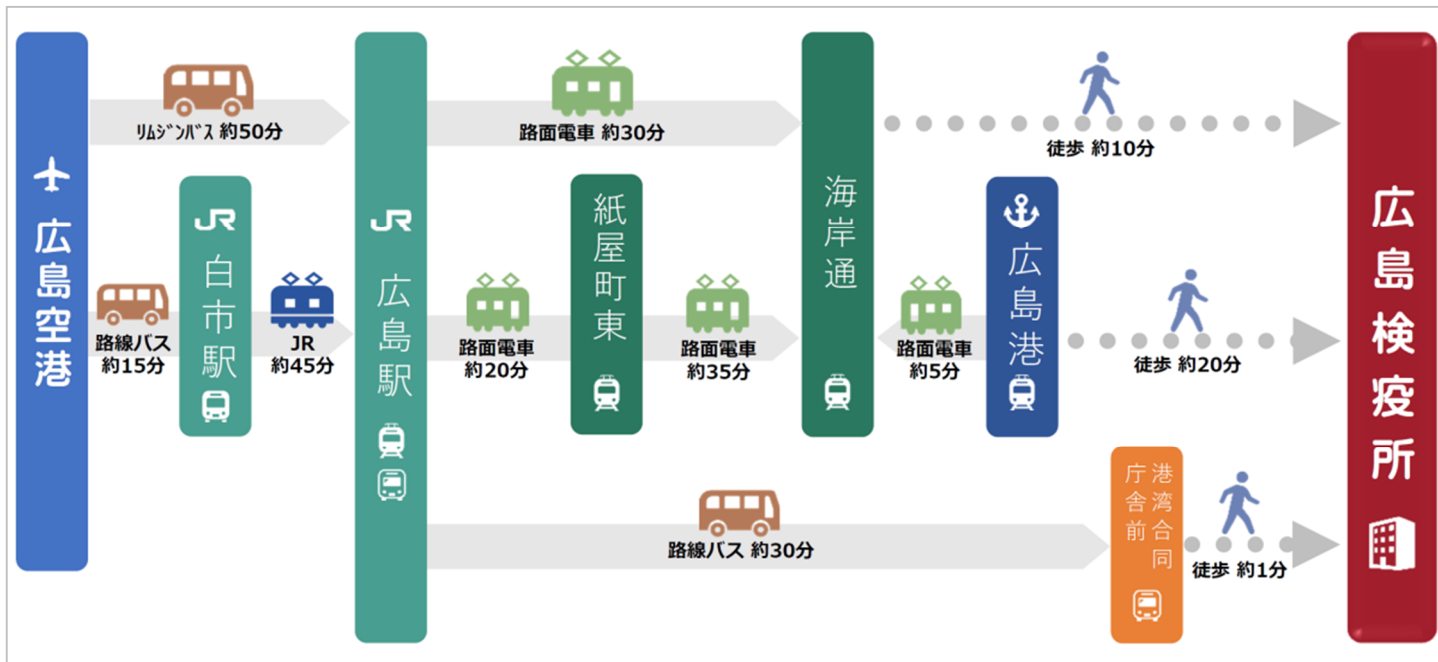 広島空港
リムジンバス 約50分
路線バス
約15分
JR
白市駅
JR
約45分
JR
広島駅
路面電車 約30分
路面電車
約20分
紙屋町東
路面電車
約35分
海岸通
路面電車
約5分
広島港
徒歩 約10分
徒歩 約20分
路線バス 約30分
港湾合同
庁舎前
徒歩 約1分
広島検疫所